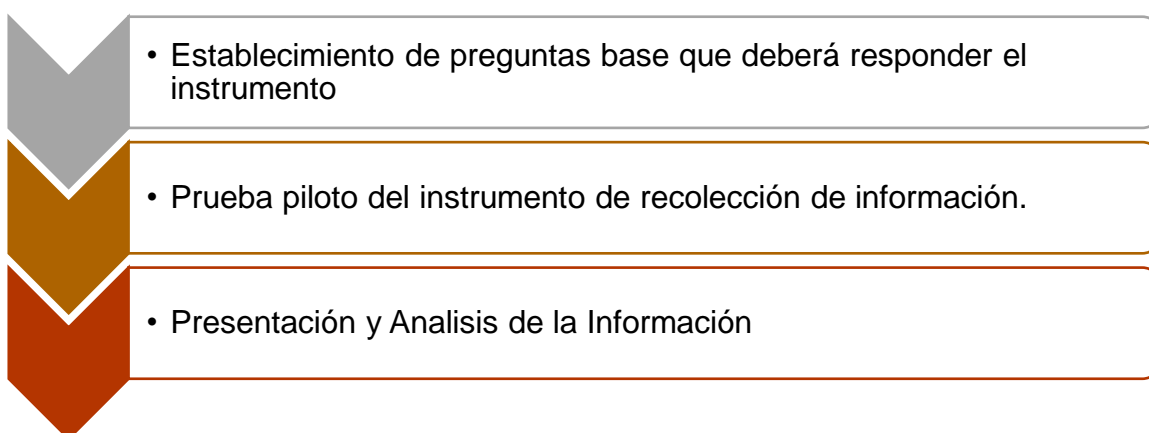 • Establecimiento de preguntas base que deberá responder el
instrumento
• Prueba piloto del instrumento de recolección de información.
• Presentación y Analisis de la Información